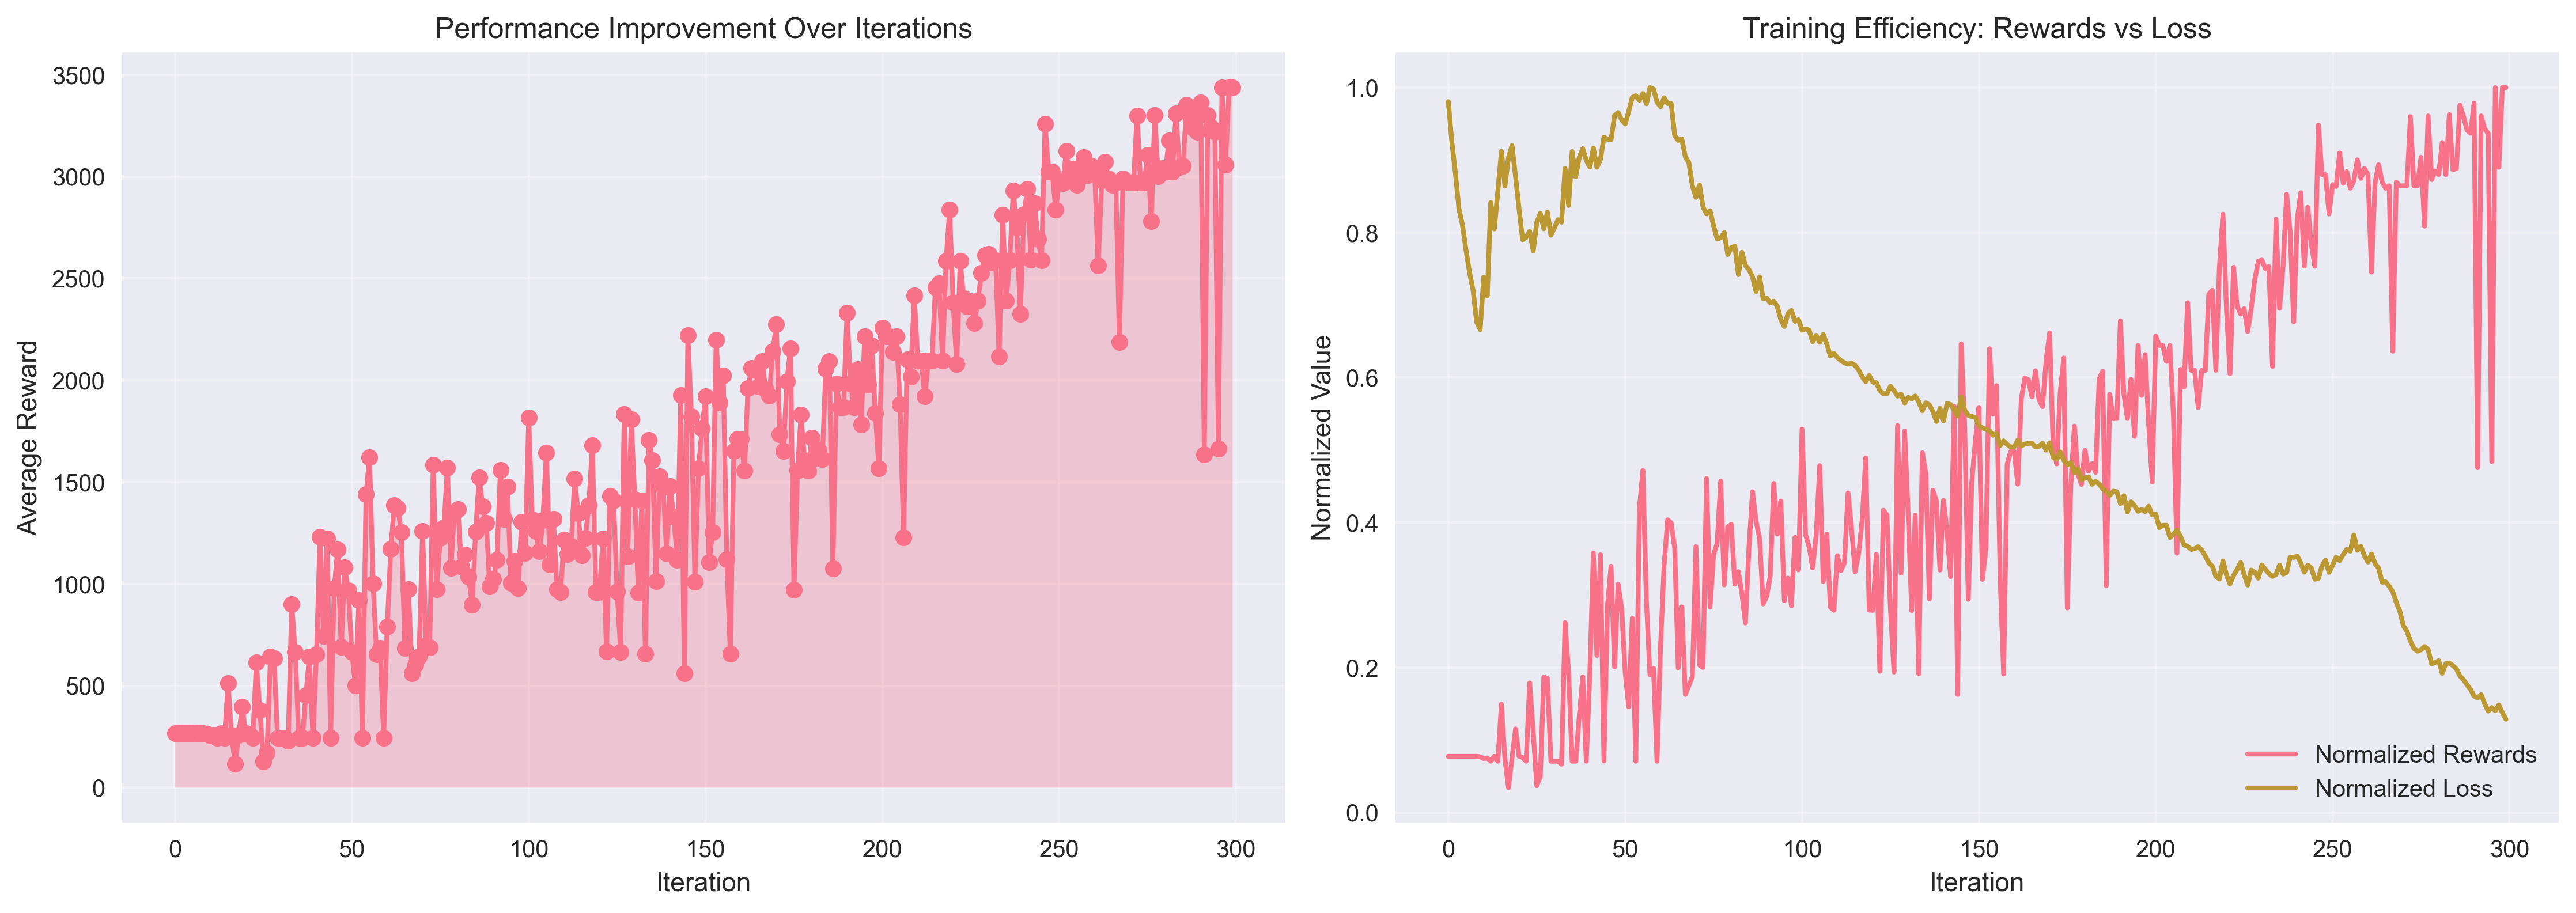 Performance Improvement Over Iterations
3500
3000
2500
2000
1500
1000
500
0
Average Reward
0 50 100 150 200 250 300
Iteration
Training Efficiency: Rewards vs Loss
1.0
0.8
0.6
0.4
0.2
0.0
Normalized Value
Normalized Rewards
Normalized Loss
0 50 100 150 200 250 300
Iteration